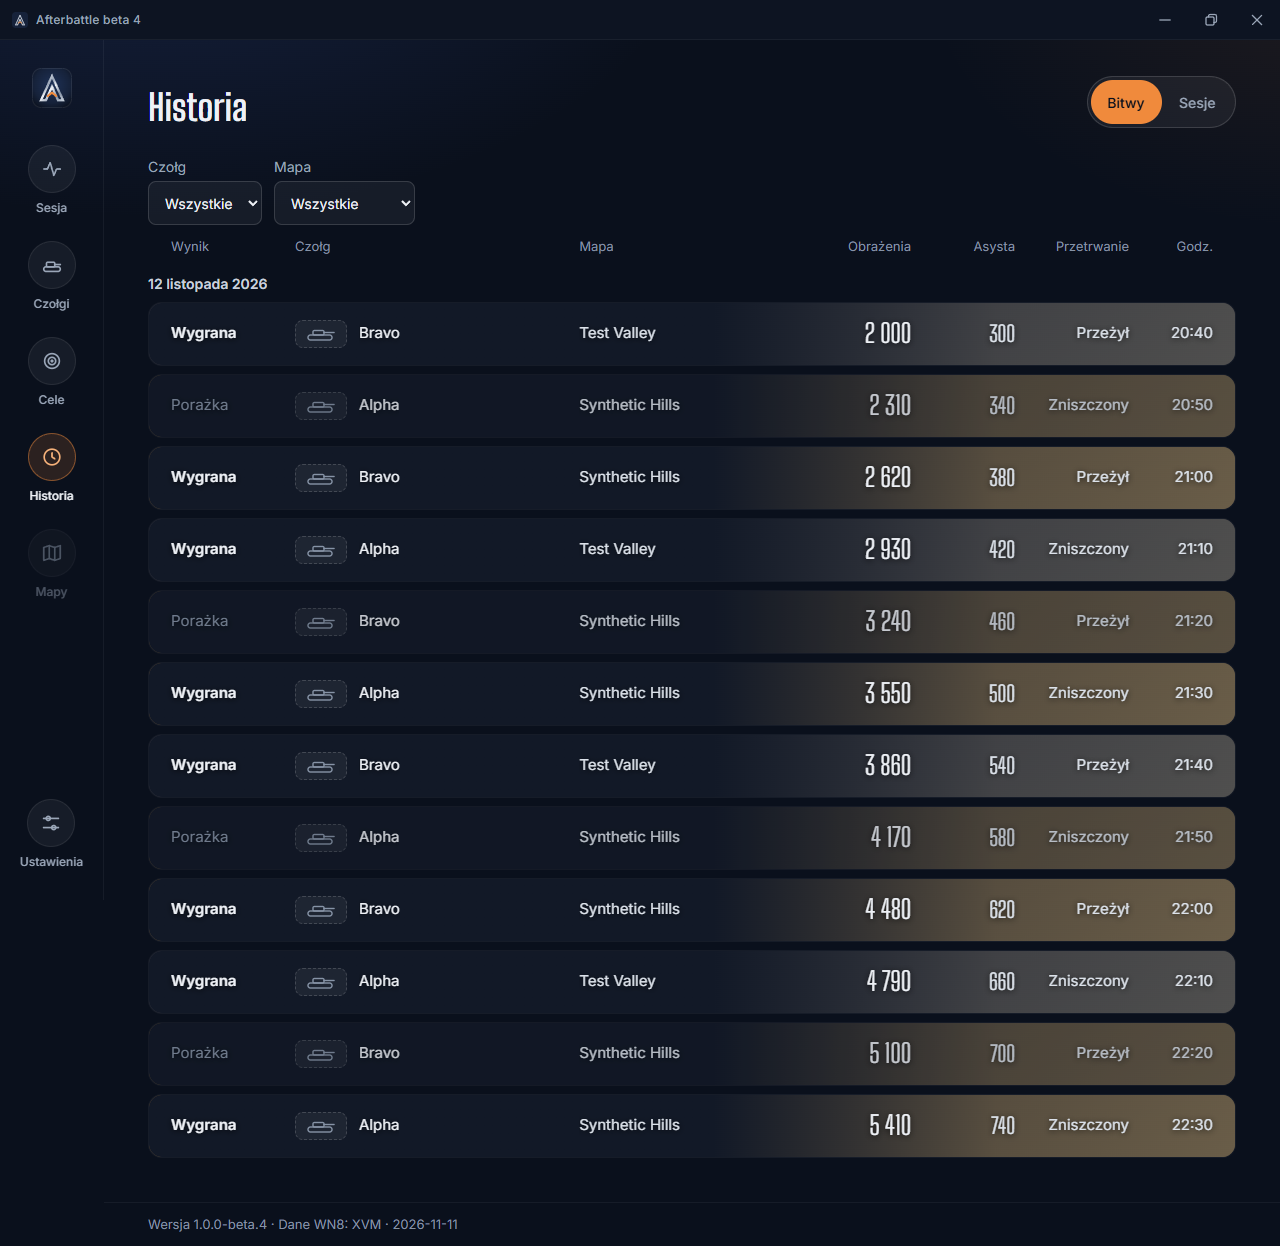 Afterbattle beta 4
Historia
Bitwy Sesje
Sesja
Czołgi
Cele
Historia
Mapy
Ustawienia
Czołg Mapa
Wszystkie Wszystkie
Wynik Czołg Mapa Obrażenia Asysta Przetrwanie Godz.
12 listopada 2026
Wygrana Bravo Test Valley 2 000 300 Przeżył 20:40
Porażka Alpha Synthetic Hills 2 310 340 Zniszczony 20:50
Wygrana Bravo Synthetic Hills 2 620 380 Przeżył 21:00
Wygrana Alpha Test Valley 2 930 420 Zniszczony 21:10
Porażka Bravo Synthetic Hills 3 240 460 Przeżył 21:20
Wygrana Alpha Synthetic Hills 3 550 500 Zniszczony 21:30
Wygrana Bravo Test Valley 3 860 540 Przeżył 21:40
Porażka Alpha Synthetic Hills 4 170 580 Zniszczony 21:50
Wygrana Bravo Synthetic Hills 4 480 620 Przeżył 22:00
Wygrana Alpha Test Valley 4 790 660 Zniszczony 22:10
Porażka Bravo Synthetic Hills 5 100 700 Przeżył 22:20
Wygrana Alpha Synthetic Hills 5 410 740 Zniszczony 22:30
Wersja 1.0.0-beta.4 · Dane WN8: XVM · 2026-11-11